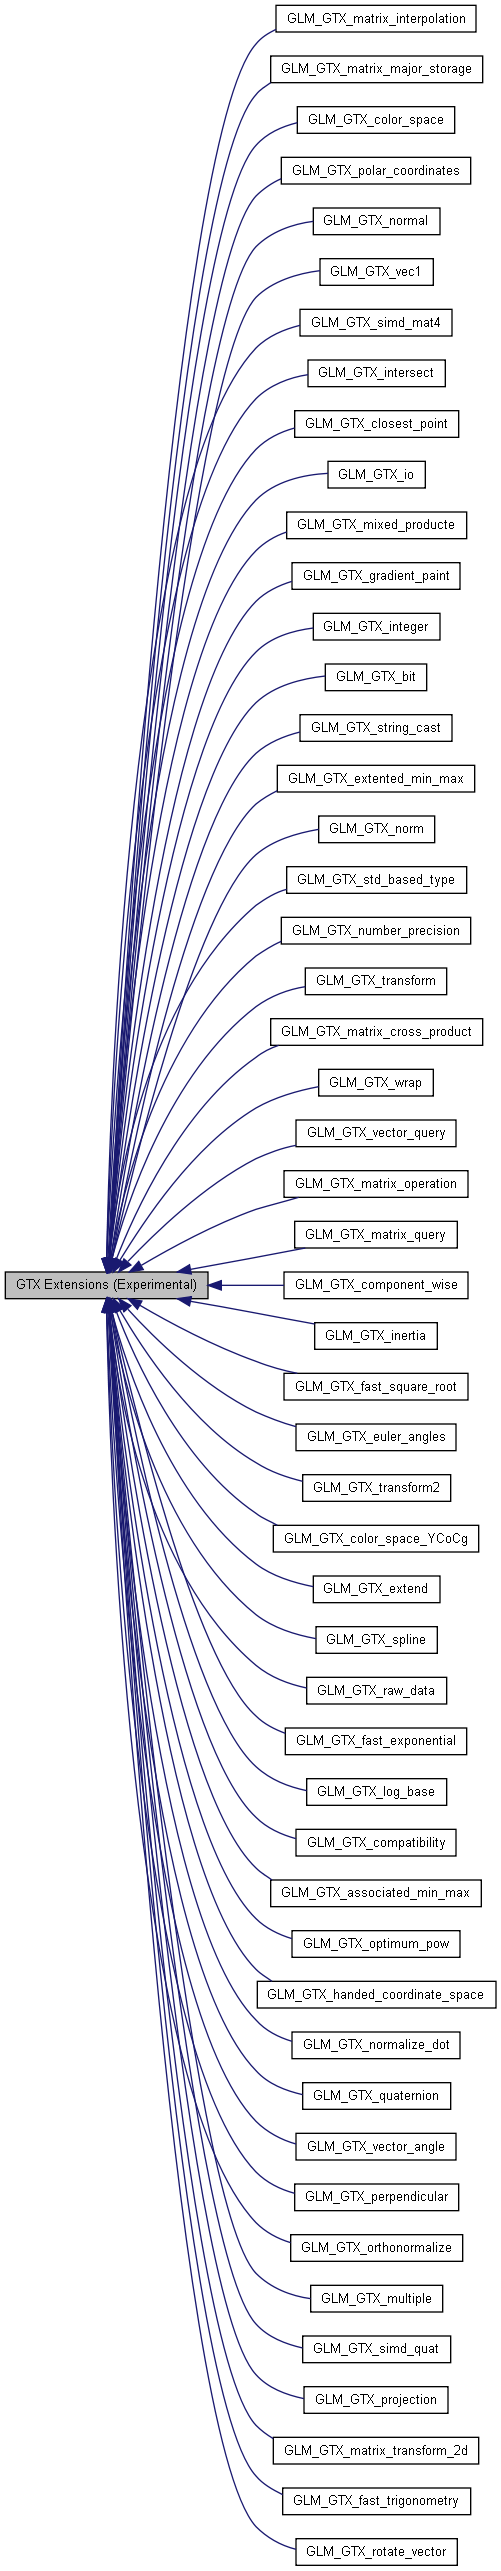 GLM_GTX_matrix_interpolation
GLM_GTX_matrix_major_storage
GLM_GTX_color_space
GLM_GTX_polar_coordinates
GLM_GTX_normal
GLM_GTX_vec1
GLM_GTX_simd_mat4
GLM_GTX_intersect
GLM_GTX_closest_point
GLM_GTX_io
GLM_GTX_mixed_producte
GLM_GTX_gradient_paint
GLM_GTX_integer
GLM_GTX_bit
GLM_GTX_string_cast
GLM_GTX_extented_min_max
GLM_GTX_norm
GLM_GTX_std_based_type
GLM_GTX_number_precision
GLM_GTX_transform
GLM_GTX_matrix_cross_product
GLM_GTX_wrap
GLM_GTX_vector_query
GLM_GTX_matrix_operation
GLM_GTX_matrix_query
GTX Extensions (Experimental)
GLM_GTX_component_wise
GLM_GTX_inertia
GLM_GTX_fast_square_root
GLM_GTX_euler_angles
GLM_GTX_transform2
GLM_GTX_color_space_YCoCg
GLM_GTX_extend
GLM_GTX_spline
GLM_GTX_raw_data
GLM_GTX_fast_exponential
GLM_GTX_log_base
GLM_GTX_compatibility
GLM_GTX_associated_min_max
GLM_GTX_optimum_pow
GLM_GTX_handed_coordinate_space
GLM_GTX_normalize_dot
GLM_GTX_quaternion
GLM_GTX_vector_angle
GLM_GTX_perpendicular
GLM_GTX_orthonormalize
GLM_GTX_multiple
GLM_GTX_simd_quat
GLM_GTX_projection
GLM_GTX_matrix_transform_2d
GLM_GTX_fast_trigonometry
GLM_GTX_rotate_vector